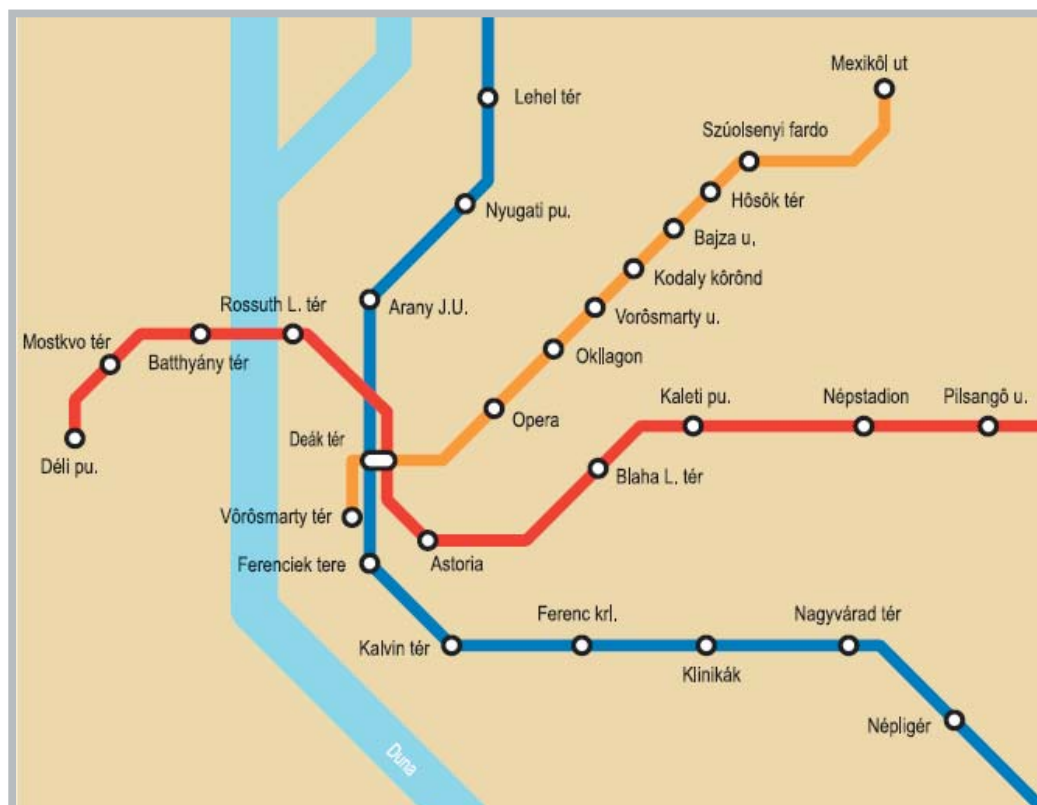 Mexikôl ut
Lehel tér
Szúolsenyi fardo
Hôsök tér
Nyugati pu.
Bajza u.
Kodaly kôrônd
Rossuth L. tér
Arany J.U.
Vorôsmarty u.
Mostkvo tér
Batthyány tér
Okllagon
Kaleti pu.
Népstadion
Pilsangô u.
Opera
Deák tér
Déli pu.
Blaha L. tér
Vôrôsmarty tér
Ferenciek tere
Astoria
Ferenc krl.
Nagyvárad tér
Kalvin tér
Klinikák
Népligér
Duna